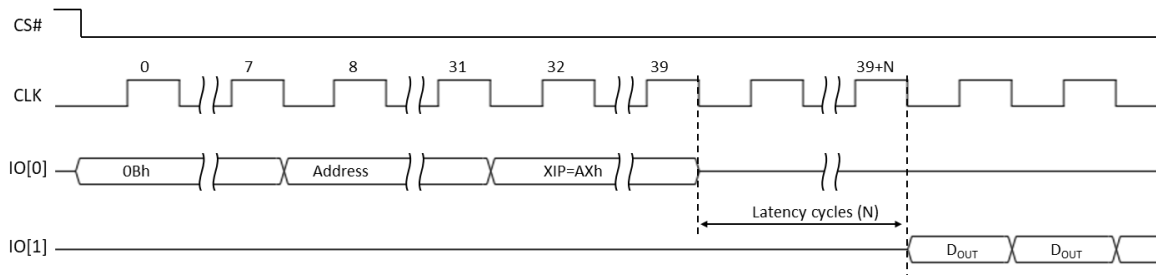 CS#
0 7 8 31 32 39 39+N
CLK
IO[0] 0Bh Address XIP=AXh
Latency cycles (N)
IO[1] DOUT DOUT